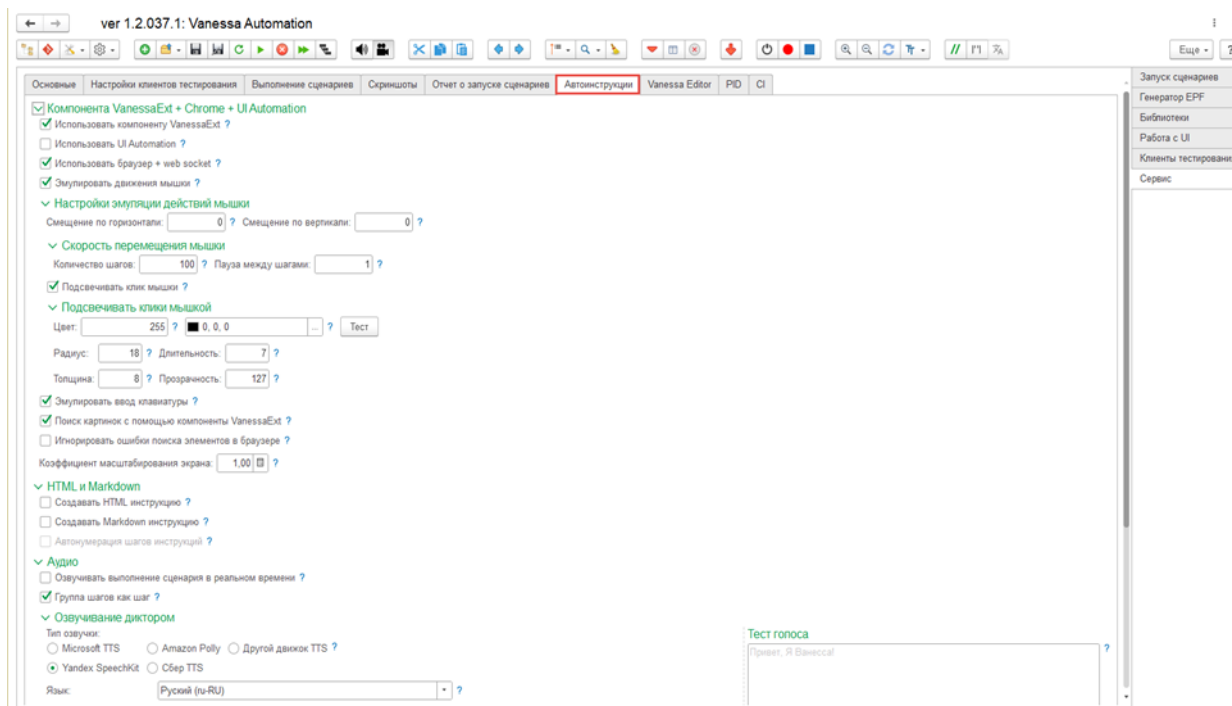 ver 1.2.037.1: Vanessa Automation
Еще - ?
Основные Настройки клиентов тестирования Выполнение сценариев Скриншоты Отчет о запуске сценариев Автоинструкции Vanessa Editor PID CI
Запуск сценариев
Генератор EPF
Библиотеки
Работа с UI
Клиенты тестировани
Сервис
Компонента VanessaExt + Chrome + UI Automation
Использовать компоненту VanessaExt ?
Использовать UI Automation ?
Использовать браузер + web socket ?
Эмулировать движения мышки ?
Настройки эмуляции действий мышки
Смещение по горизонтали: 0 ? Смещение по вертикали: 0 ?
Скорость перемещения мышки
Количество шагов: 100 ? Пауза между шагами: 1 ?
Подсвечивать клик мышки ?
Подсвечивать клики мышкой
Цвет: 255 ? 0, 0, 0 ... ? Тест
Радиус: 18 ? Длительность: 7 ?
Толщина: 8 ? Прозрачность: 127 ?
Эмулировать ввод клавиатуры ?
Поиск картинок с помощью компоненты VanessaExt ?
Игнорировать ошибки поиска элементов в браузере ?
Коэффициент масштабирования экрана: 1,00 ?
HTML и Markdown
Создавать HTML инструкцию ?
Создавать Markdown инструкцию ?
Автонумерация шагов инструкций ?
Аудио
Озвучивать выполнение сценария в реальном времени ?
Группа шагов как шаг ?
Озвучивание диктором
Тип озвучки:
Microsoft TTS Amazon Polly Другой движок TTS ?
Yandex SpeechKit Сбер TTS
Язык: Руский (ru-RU) ?
Тест голоса
Привет, Я Ванесса! ?